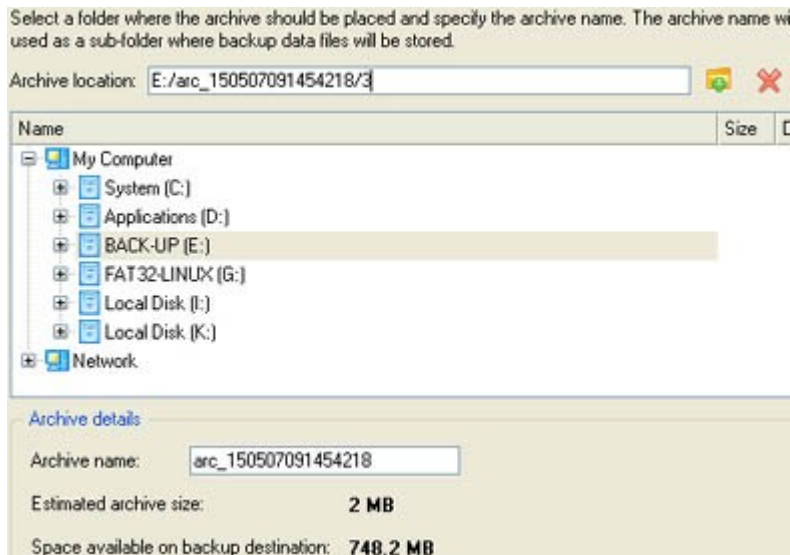 Select a folder where the archive should be placed and specify the archive name. The archive name
used as a sub-folder where backup data files will be stored.
Archive location: E:/arc_150507091454218/3
Name Size
My Computer
System (C:)
Applications (D:)
BACK-UP (E:)
FAT32-LINUX (G:)
Local Disk (I:)
Local Disk (K:)
Network
Archive details
Archive name: arc_150507091454218
Estimated archive size: 2 MB
Space available on backup destination: 748.2 MB